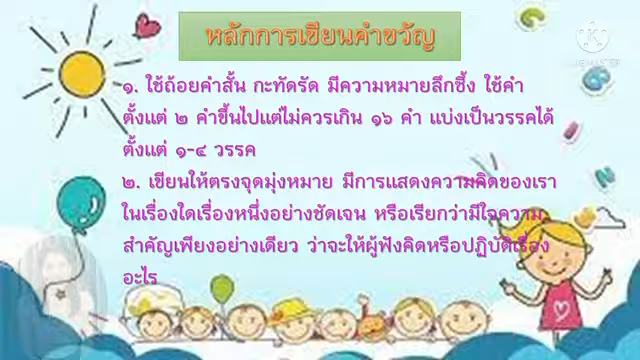 หลักการเขียนคำขวัญ
๑. ใช้ถ้อยคำสั้น กะทัดรัด มีความหมายลึกซึ้ง ใช้คำ
ตั้งแต่ ๒ คำขึ้นไปแต่ไม่ควรเกิน ๑๖ คำ แบ่งเป็นวรรคได้
ตั้งแต่ ๑-๔ วรรค
๒. เขียนให้ตรงจุดมุ่งหมาย มีการแสดงความคิดของเรา
ในเรื่องใดเรื่องหนึ่งอย่างชัดเจน หรือเรียกว่ามีใจความ
สำคัญเพียงอย่างเดียว ว่าจะให้ผู้ฟังคิดหรือปฏิบัติเรื่อง
อะไร